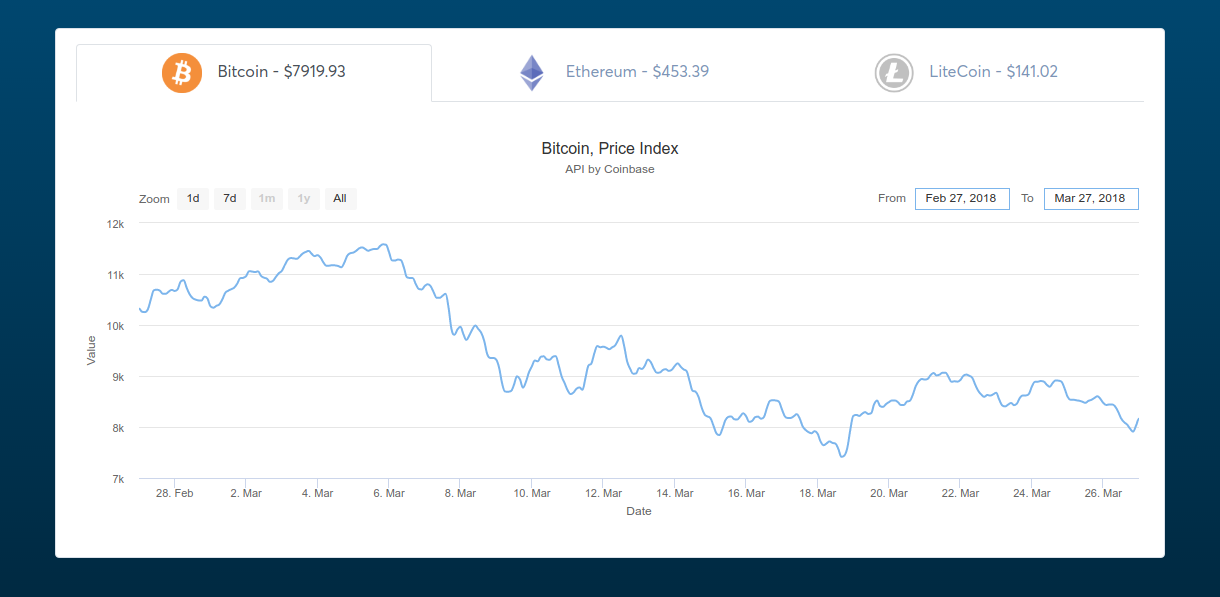 Bitcoin - $7919.93
Ethereum - $453.39
LiteCoin - $141.02
Bitcoin, Price Index
API by Coinbase
Zoom 1d 7d 1m 1y All
From Feb 27, 2018 To Mar 27, 2018
12k
11k
10k
9k
8k
7k
Value
28. Feb 2. Mar 4. Mar 6. Mar 8. Mar 10. Mar 12. Mar 14. Mar 16. Mar 18. Mar 20. Mar 22. Mar 24. Mar 26. Mar
Date